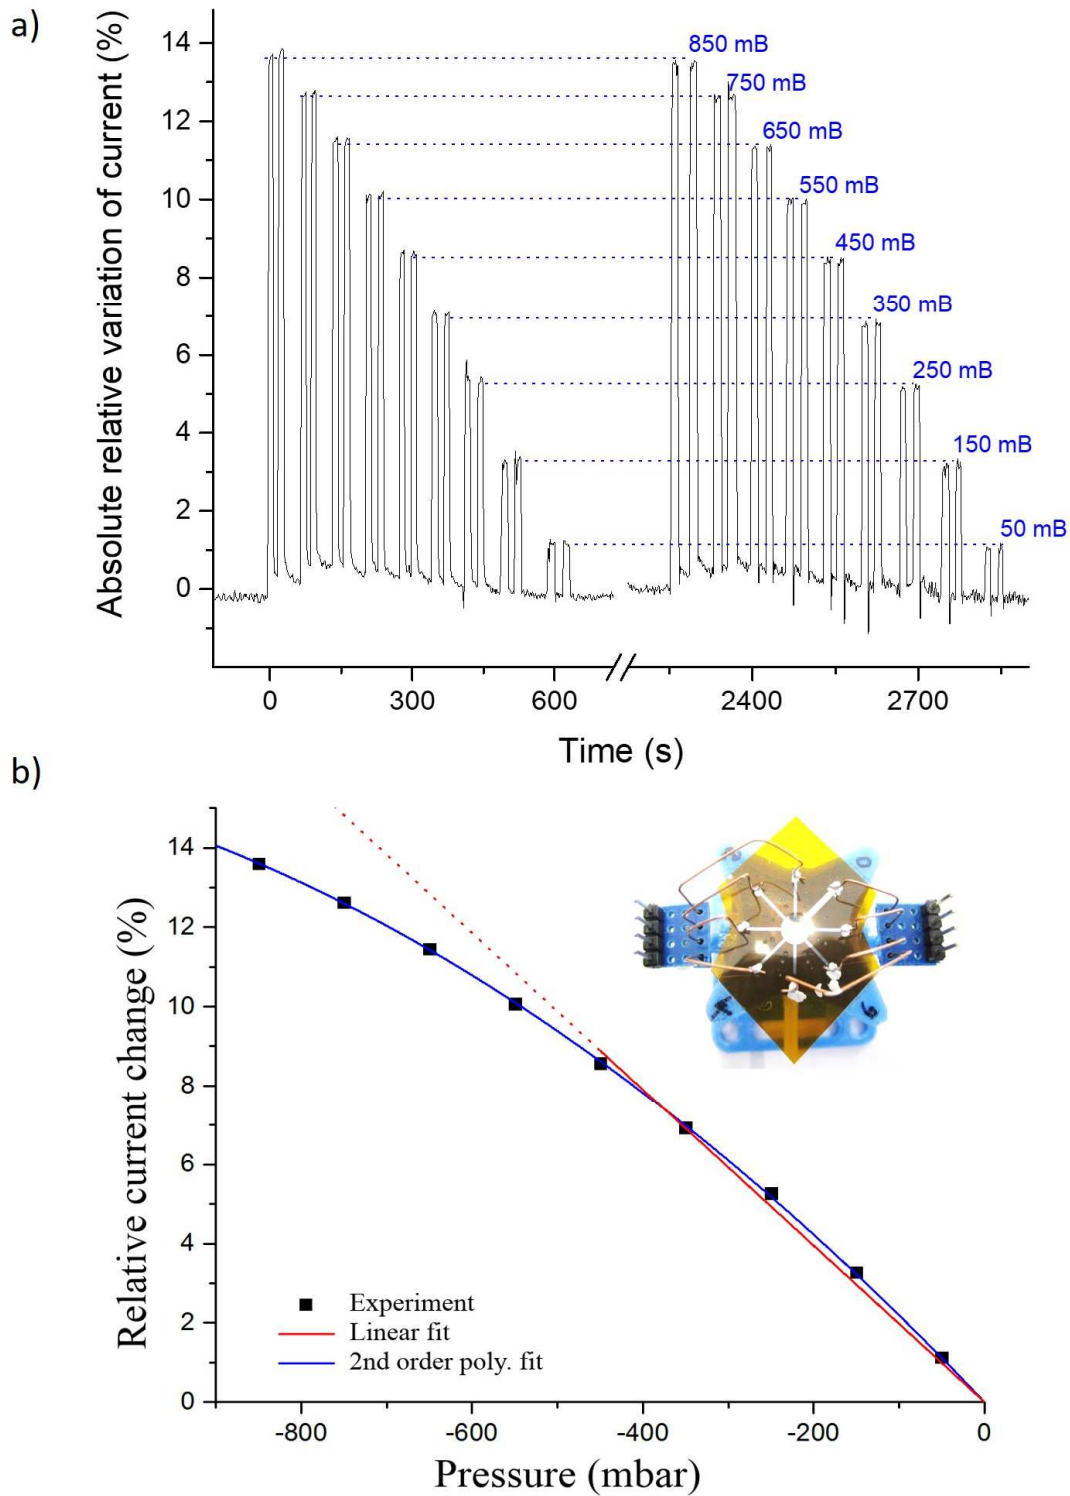 a)
Absolute relative variation of current (%)
14
12
10
8
6
4
2
0
850 mB
750 mB
650 mB
550 mB
450 mB
350 mB
250 mB
150 mB
50 mB
0
300
600
2400
2700
Time (s)
b)
Relative current change (%)
14
12
10
8
6
4
2
0
Experiment
Linear fit
2nd order poly. fit
-800
-600
-400
-200
0
Pressure (mbar)